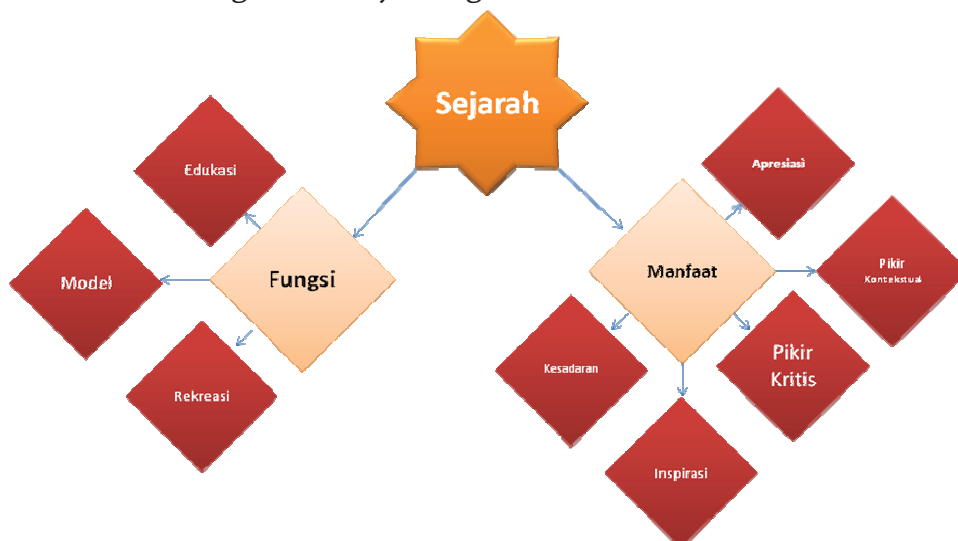 Sejarah
Edukasi
Fungsi
Model
Rekreasi
Apresiasi
Manfaat
Pikir
Kontekstual
Pikir
Kritis
Kesadaran
Inspirasi